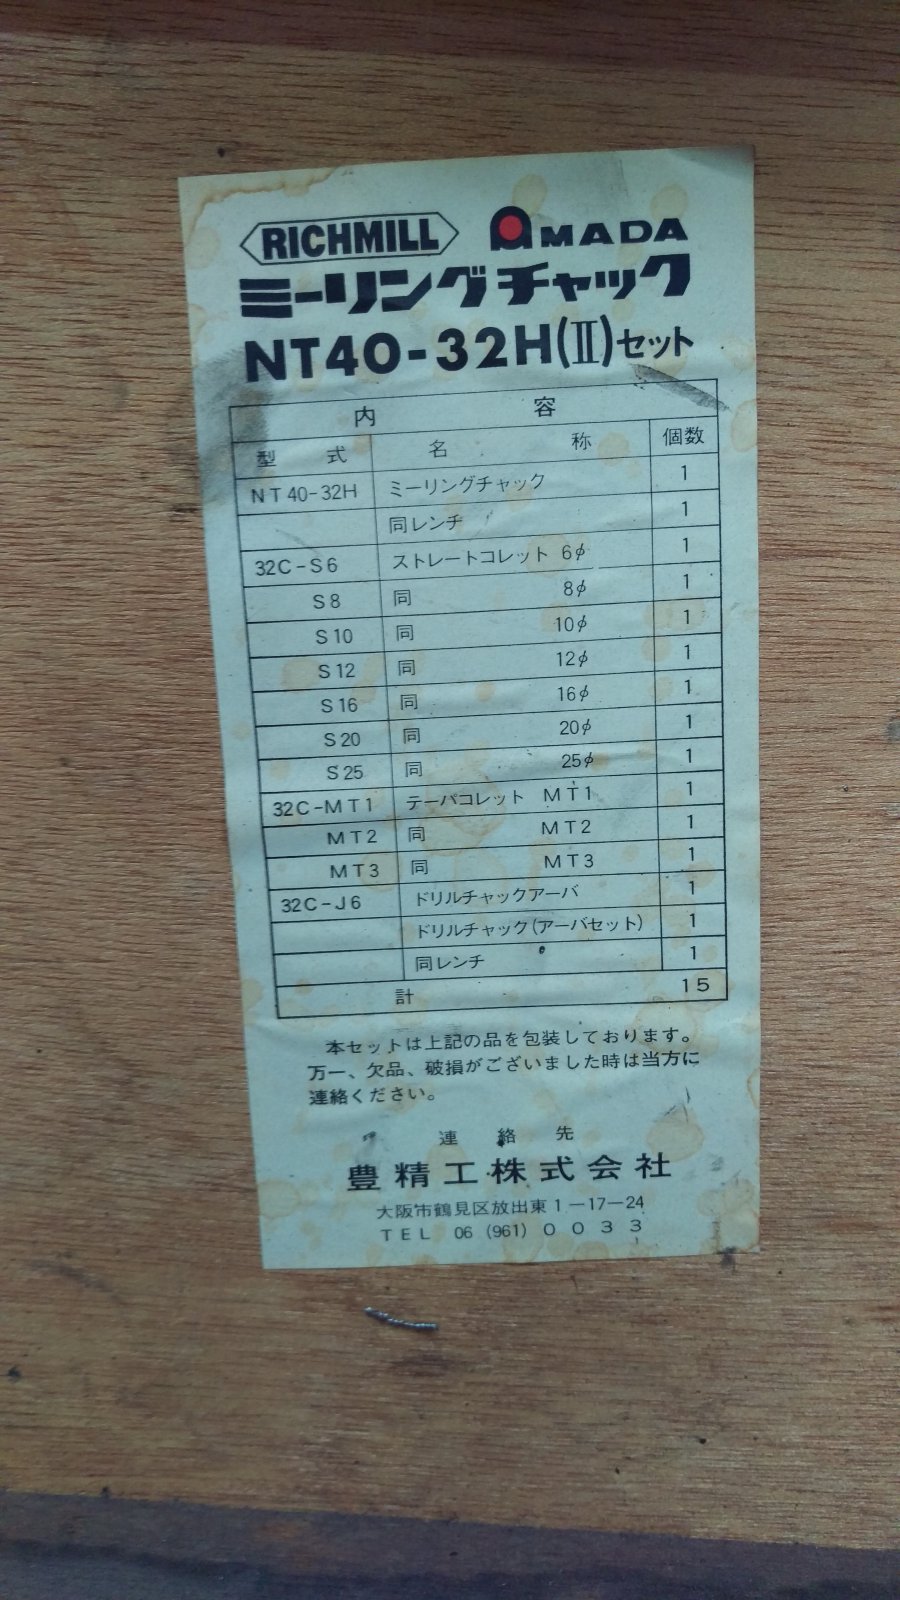 RICHMILL AMADA
ミーリングチャック
NT40-32H(Ⅱ)セット
内 容
型 式 名 称 個数
NT40-32H ミーリングチャック 1
同レンチ 1
32C-S6 ストレートコレット 6φ 1
S8 同 8φ 1
S10 同 10φ 1
S12 同 12φ 1
S16 同 16φ 1
S20 同 20φ 1
S25 同 25φ 1
32C-MT1 テーパコレット MT1 1
MT2 同 MT2 1
MT3 同 MT3 1
32C-J6 ドリルチャックアーバ 1
ドリルチャック(アーバセット) 1
同レンチ 1
計 15
本セットは上記の品を包装しております。
万一、欠品、破損がございました時は当方に
連絡ください。
連 絡 先
豊精工株式会社
大阪市鶴見区放出東1-17-24
TEL 06 (961) 0033